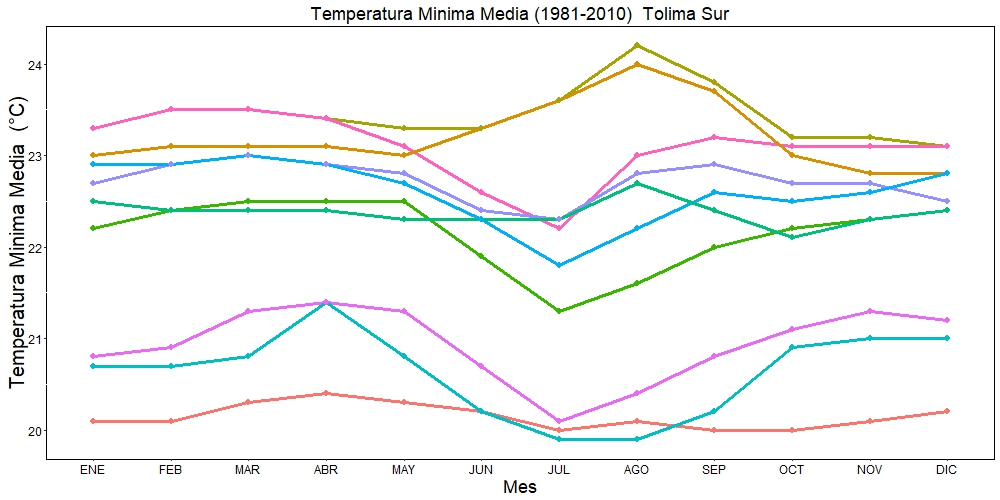 Temperatura Minima Media (1981-2010)  Tolima Sur
Temperatura Minima Media  (°C)
24
23
22
21
20
ENE FEB MAR ABR MAY JUN JUL AGO SEP OCT NOV DIC
Mes